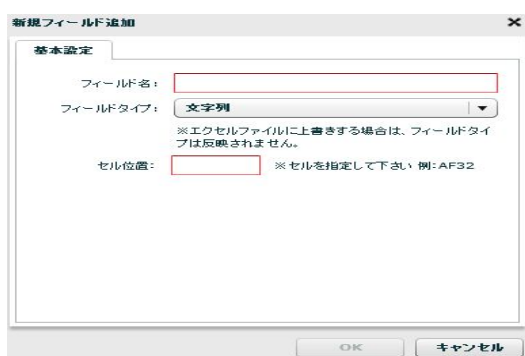 新規フィールド追加
基本設定
フィールド名:
フィールドタイプ: 文字列
※エクセルファイルに上書きする場合は、フィールドタイ
プは反映されません。
セル位置: ※セルを指定して下さい 例:AF32
OK キャンセル